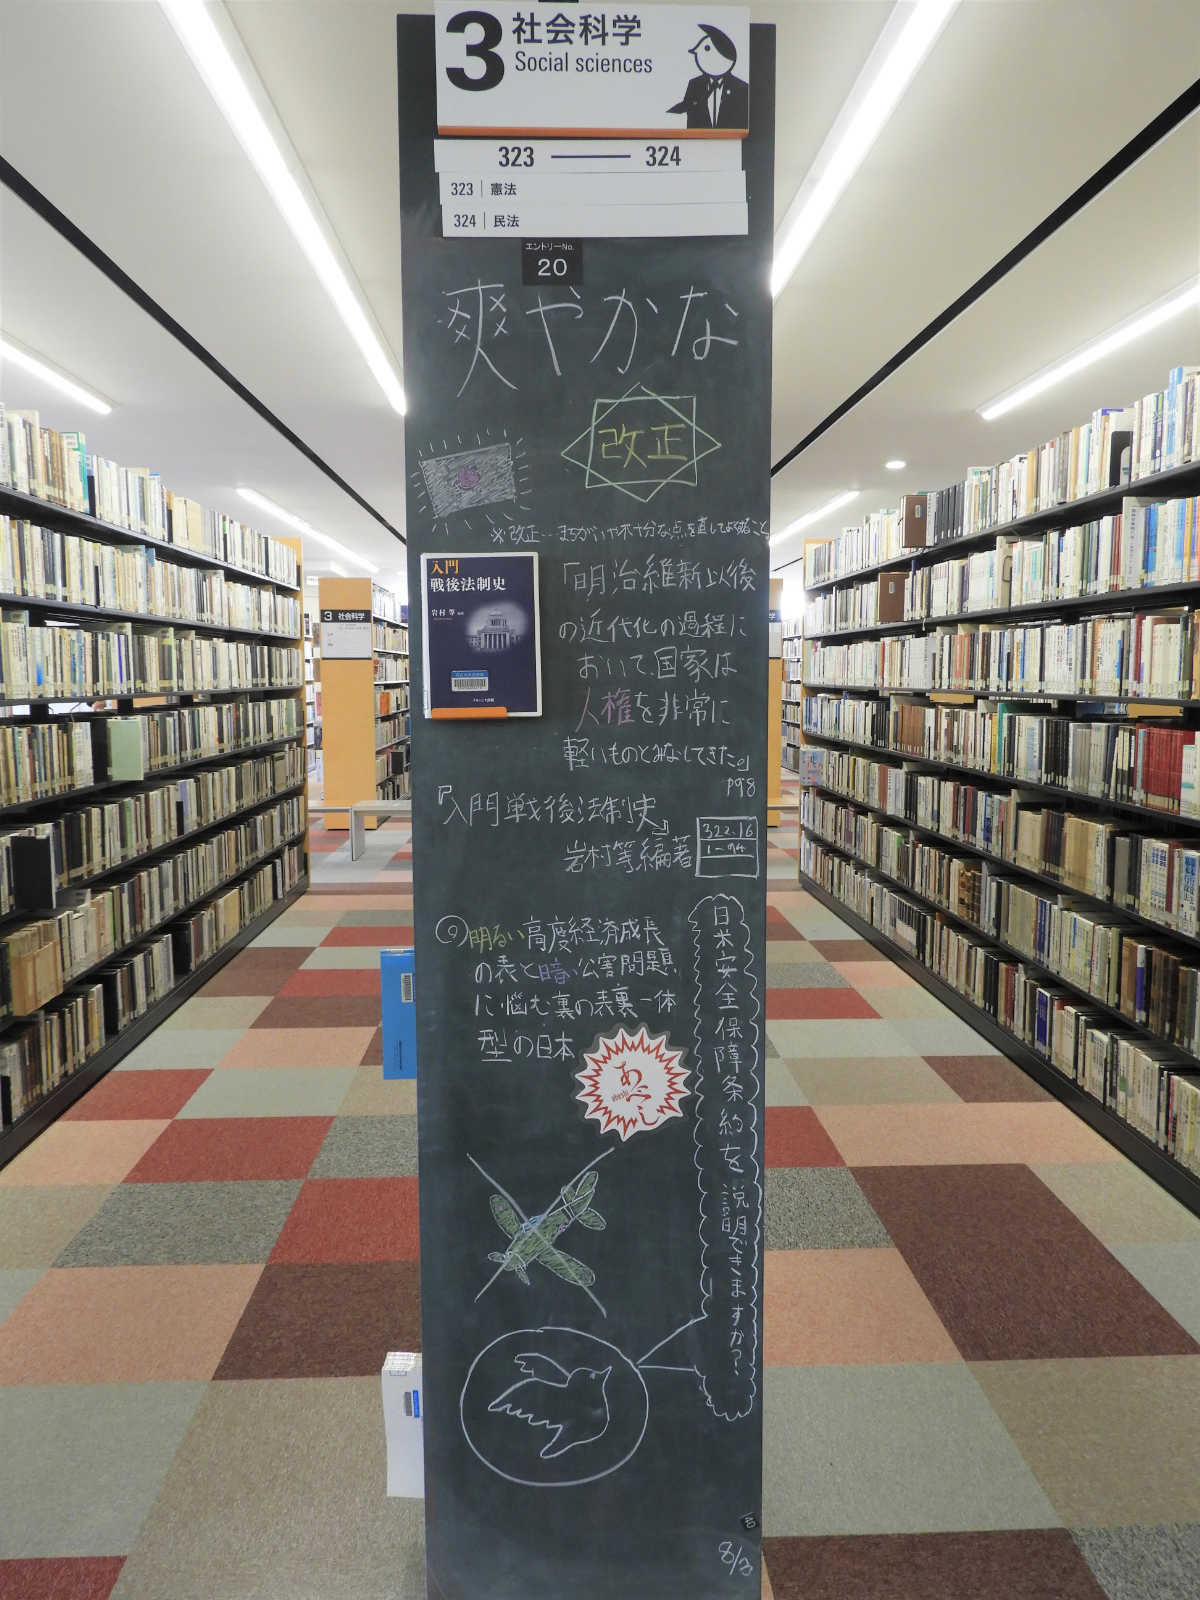 3 社会科学
Social sciences
323 — 324
323 憲法
324 民法
エントリーNo.
20
爽やかな
改正
※改正…まちがいや不十分な点を直してよくすること
入門
戦後法制史
岩村 等
「明治維新以後
の近代化の過程に
おいて、国家は
人権を非常に
軽いものとみなしてきた。」
p98
『入門戦後法制史』
岩村等編著
322.16
I-94
明るい高度経済成長
の表と暗い公害問題
に悩む裏の表裏一体
型の日本
あべし
abeshi
日米安全保障条約を説明できますか?
3 社会科学